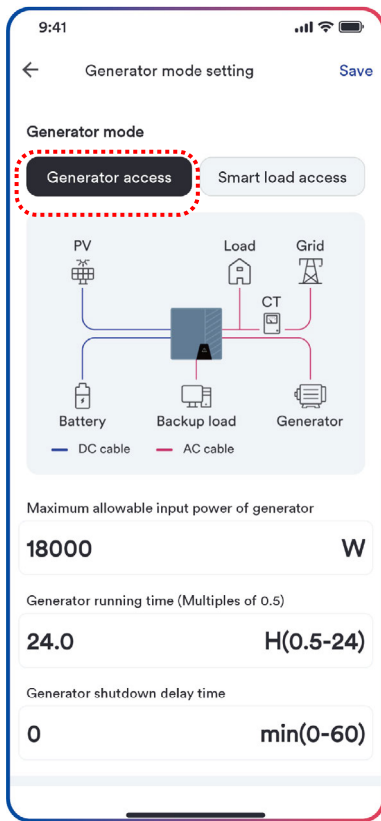 9:41
Generator mode setting
Save
Generator mode
Generator access
Smart load access
PV
Load
Grid
CT
Battery
Backup load
Generator
DC cable
AC cable
Maximum allowable input power of generator
18000 W
Generator running time (Multiples of 0.5)
24.0 H(0.5-24)
Generator shutdown delay time
0 min(0-60)